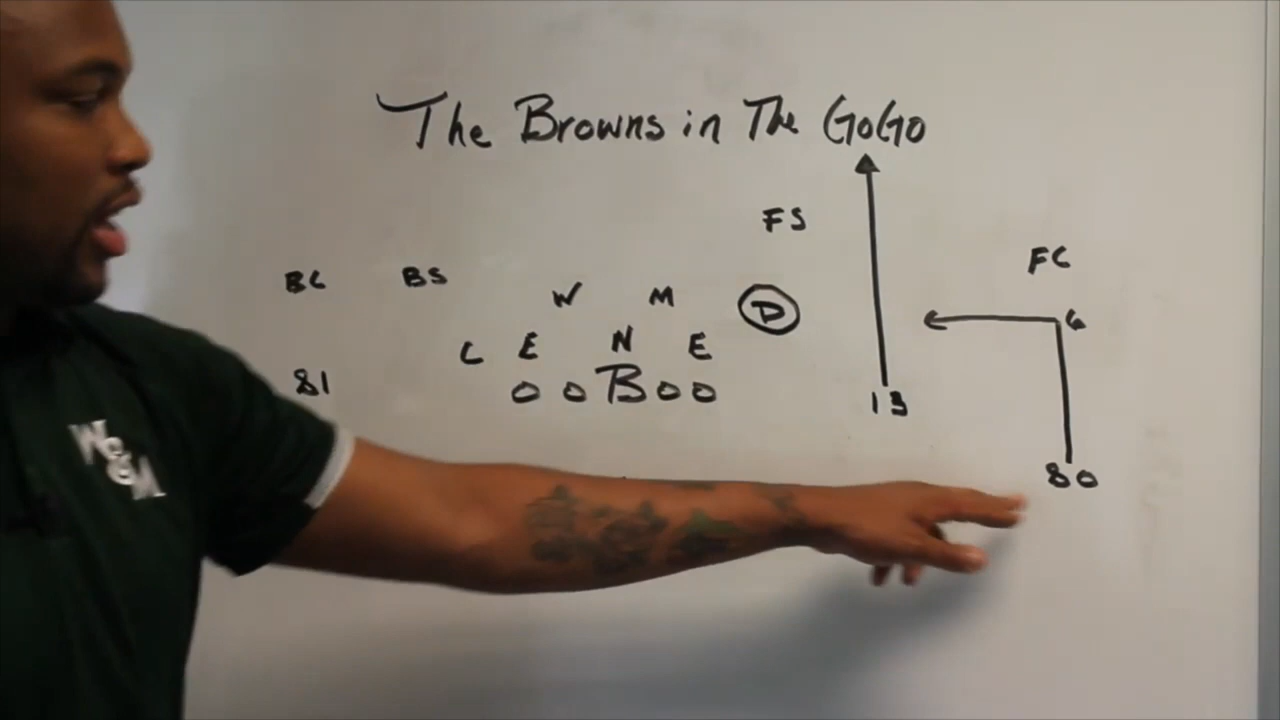 The Browns in The GoGo
FS
FC
BC BS
W M D
6
C E N E
81 O O B O O 13
80
W&M